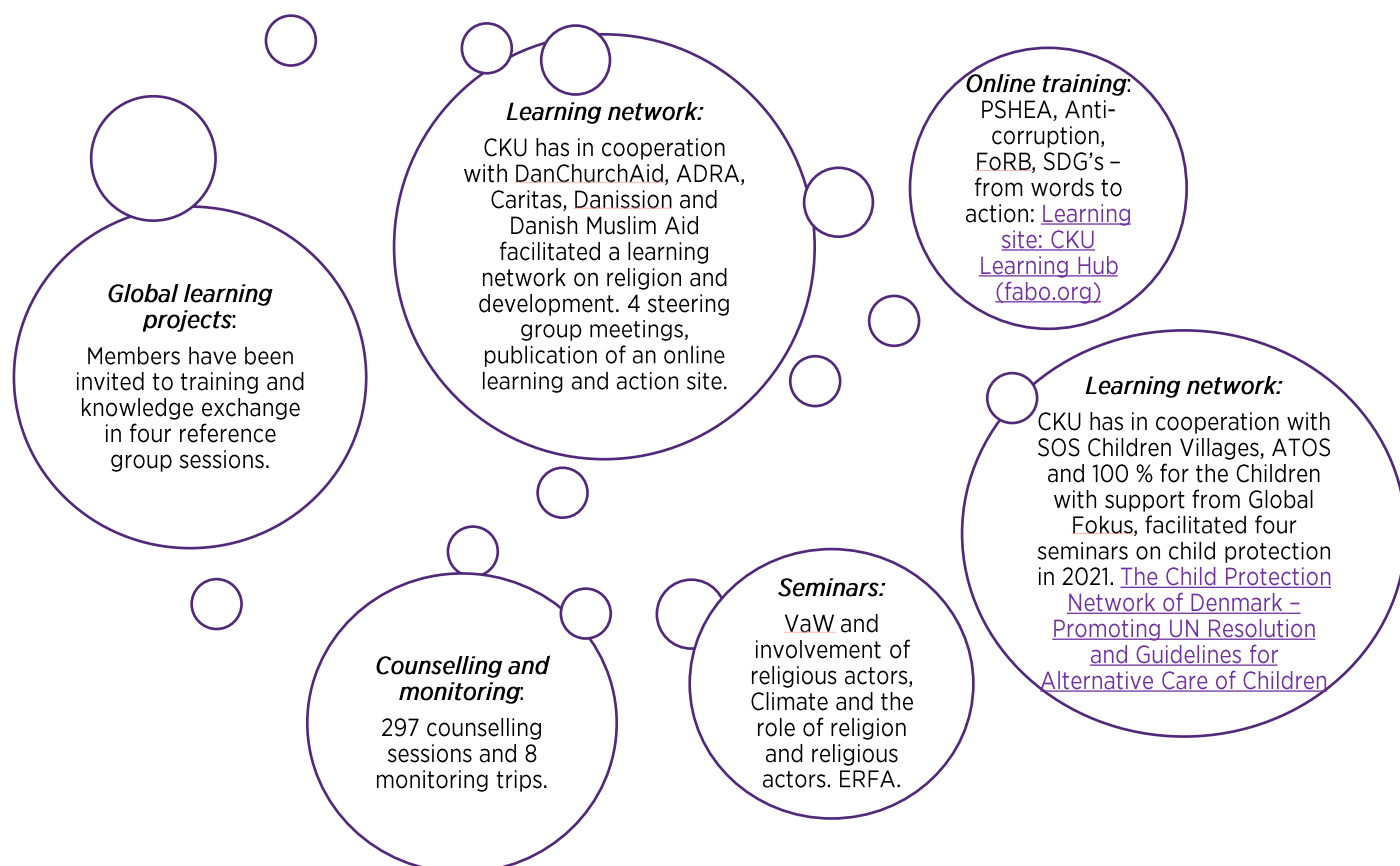 Global learning
projects:
Members have been
invited to training and
knowledge exchange
in four reference
group sessions.
Learning network:
CKU has in cooperation
with DanChurchAid, ADRA,
Caritas, Danission and
Danish Muslim Aid
facilitated a learning
network on religion and
development. 4 steering
group meetings,
publication of an online
learning and action site.
Online training:
PSHEA, Anti-
corruption,
FoRB, SDG's –
from words to
action: Learning
site: CKU
Learning Hub
(fabo.org)
Learning network:
CKU has in cooperation with
SOS Children Villages, ATOS
and 100 % for the Children
with support from Global
Fokus, facilitated four
seminars on child protection
in 2021. The Child Protection
Network of Denmark –
Promoting UN Resolution
and Guidelines for
Alternative Care of Children
Counselling and
monitoring:
297 counselling
sessions and 8
monitoring trips.
Seminars:
VaW and
involvement of
religious actors,
Climate and the
role of religion
and religious
actors. ERFA.